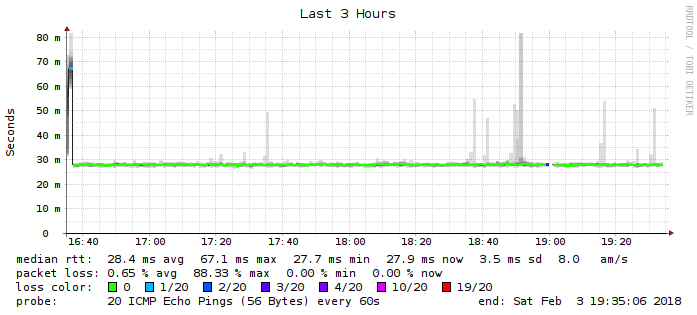 Last 3 Hours
RRDTOOL / TOBI OETIKER
Seconds
80 m
70 m
60 m
50 m
40 m
30 m
20 m
10 m
0
16:40 17:00 17:20 17:40 18:00 18:20 18:40 19:00 19:20
median rtt: 28.4 ms avg 67.1 ms max 27.7 ms min 27.9 ms now 3.5 ms sd 8.0 am/s
packet loss: 0.65 % avg 88.33 % max 0.00 % min 0.00 % now
loss color: 0 1/20 2/20 3/20 4/20 10/20 19/20
probe: 20 ICMP Echo Pings (56 Bytes) every 60s end: Sat Feb 3 19:35:06 2018